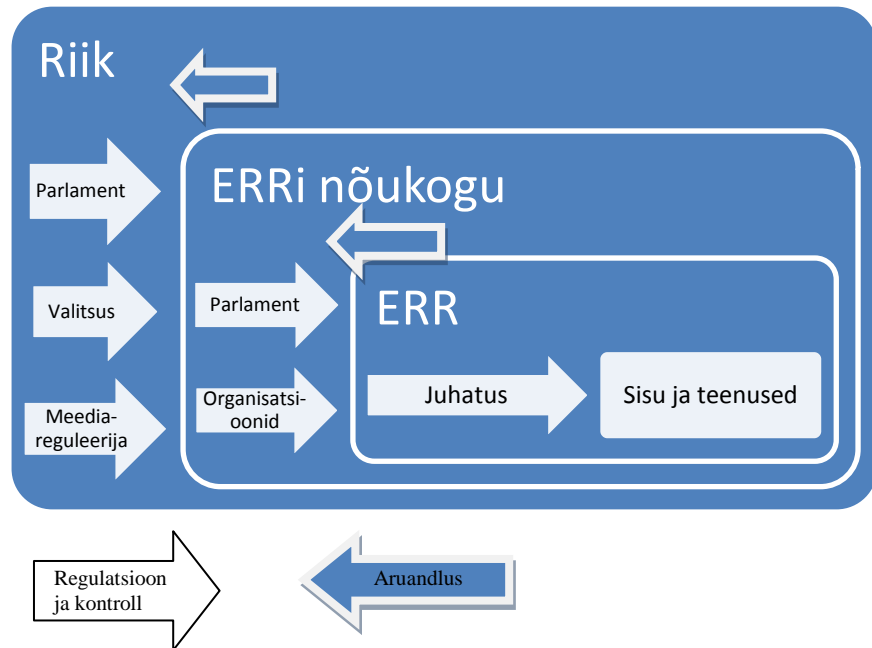 Riik
Parlament
Valitsus
Meedia-
reguleerija
ERRi nõukogu
Parlament
Organisatsi-
oonid
ERR
Juhatus
Sisu ja teenused
Regulatsioon
ja kontroll
Aruandlus